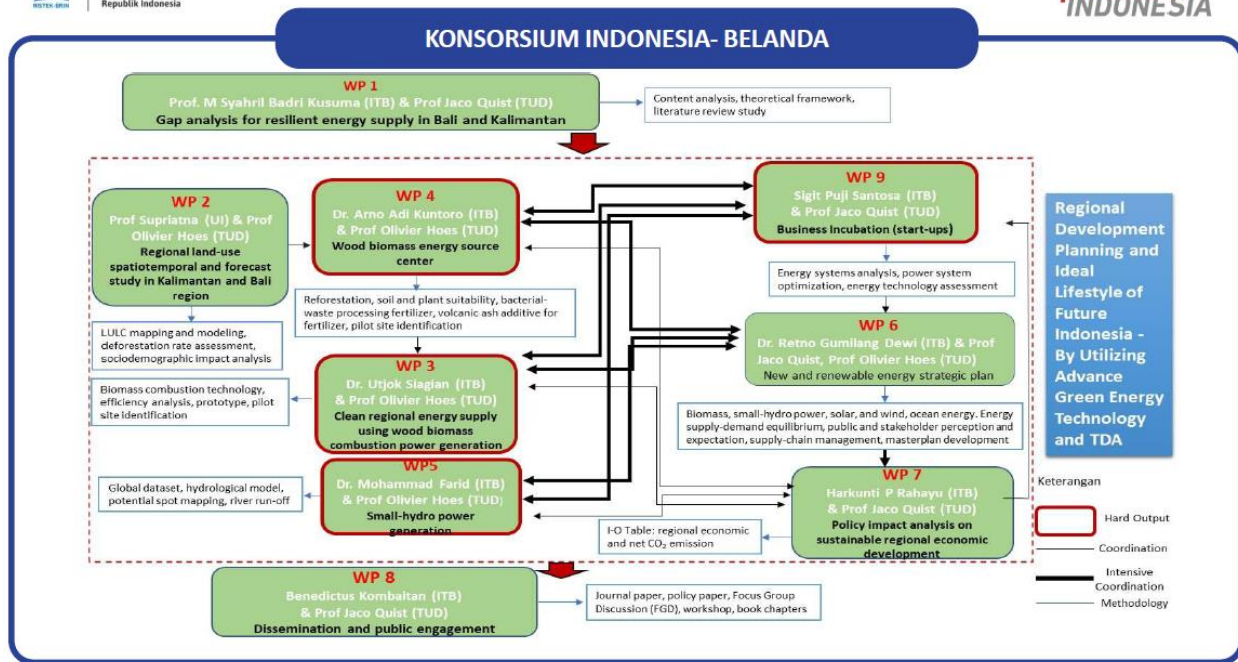 RISTEK-BRIN
Republik Indonesia
INDONESIA
KONSORSIUM INDONESIA- BELANDA
WP 1
Prof. M Syahril Badri Kusuma (ITB) & Prof Jaco Quist (TUD)
Gap analysis for resilient energy supply in Bali and Kalimantan
Content analysis, theoretical framework,
literature review study
WP 2
Prof Supriatna (UI) & Prof
Olivier Hoes (TUD)
Regional land-use
spatiotemporal and forecast
study in Kalimantan and Bali
region
LULC mapping and modeling,
deforestation rate assessment,
sociodemographic impact analysis
WP 4
Dr. Arno Adi Kuntoro (ITB)
& Prof Olivier Hoes (TUD)
Wood biomass energy source
center
Reforestation, soil and plant suitability, bacterial-
waste processing fertilizer, volcanic ash additive for
fertilizer, pilot site identification
WP 3
Dr. Utjok Siagian (ITB)
& Prof Olivier Hoes (TUD)
Clean regional energy supply
using wood biomass
combustion power generation
Biomass combustion technology,
efficiency analysis, prototype, pilot
site identification
WP5
Dr. Mohammad Farid (ITB)
& Prof Olivier Hoes (TUD)
Small-hydro power
generation
Global dataset, hydrological model,
potential spot mapping, river run-off
WP 9
Sigit Puji Santosa (ITB)
& Prof Jaco Quist (TUD)
Business Incubation (start-ups)
Energy systems analysis, power system
optimization, energy technology assessment
WP 6
Dr. Retno Gumilang Dewi (ITB) & Prof
Jaco Quist, Prof Olivier Hoes (TUD)
New and renewable energy strategic plan
Biomass, small-hydro power, solar, and wind, ocean energy. Energy
supply-demand equilibrium, public and stakeholder perception and
expectation, supply-chain management, masterplan development
WP 7
Harkunti P Rahayu (ITB)
& Prof Jaco Quist (TUD)
Policy impact analysis on
sustainable regional economic
development
I-O Table: regional economic
and net CO₂ emission
WP 8
Benedictus Kombaitan (ITB)
& Prof Jaco Quist (TUD)
Dissemination and public engagement
Journal paper, policy paper, Focus Group
Discussion (FGD), workshop, book chapters
Regional
Development
Planning and
Ideal
Lifestyle of
Future
Indonesia -
By Utilizing
Advance
Green Energy
Technology
and TDA
Keterangan
Hard Output
Coordination
Intensive
Coordination
Methodology